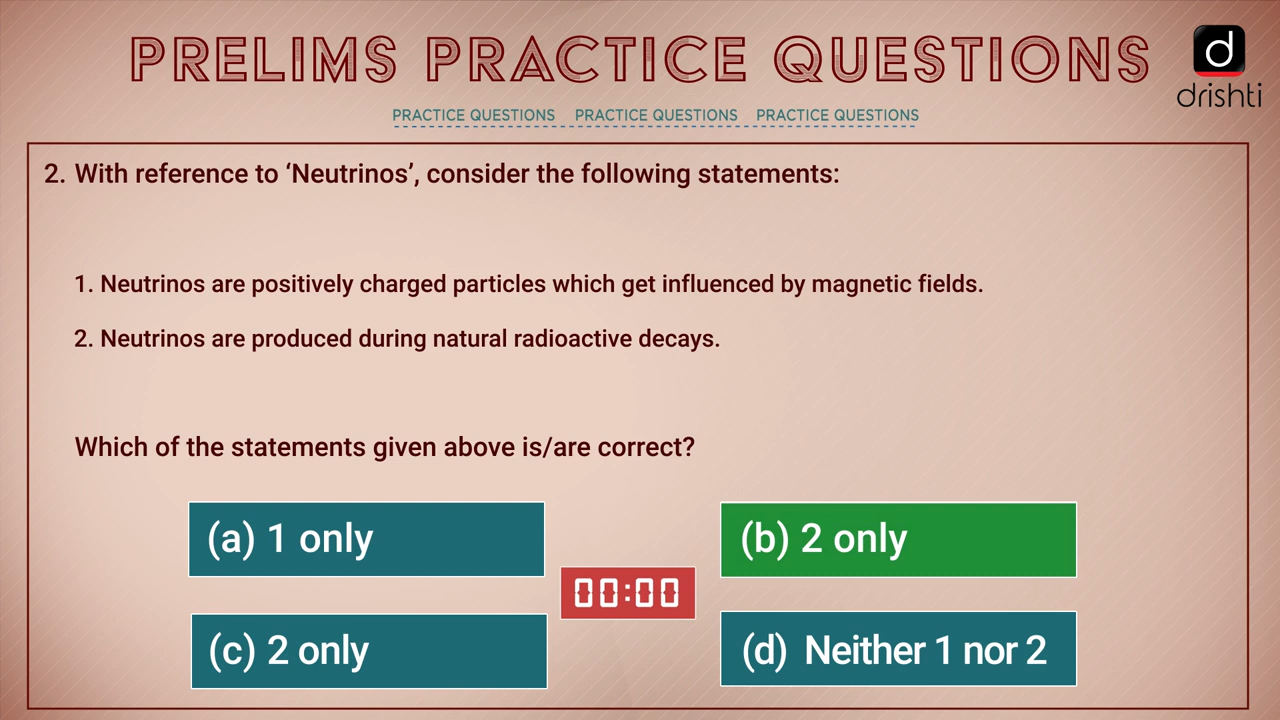 PRELIMS PRACTICE QUESTIONS
drishti
PRACTICE QUESTIONS PRACTICE QUESTIONS PRACTICE QUESTIONS
2. With reference to ‘Neutrinos’, consider the following statements:
1. Neutrinos are positively charged particles which get influenced by magnetic fields.
2. Neutrinos are produced during natural radioactive decays.
Which of the statements given above is/are correct?
(a) 1 only
(b) 2 only
00:00
(c) 2 only
(d) Neither 1 nor 2